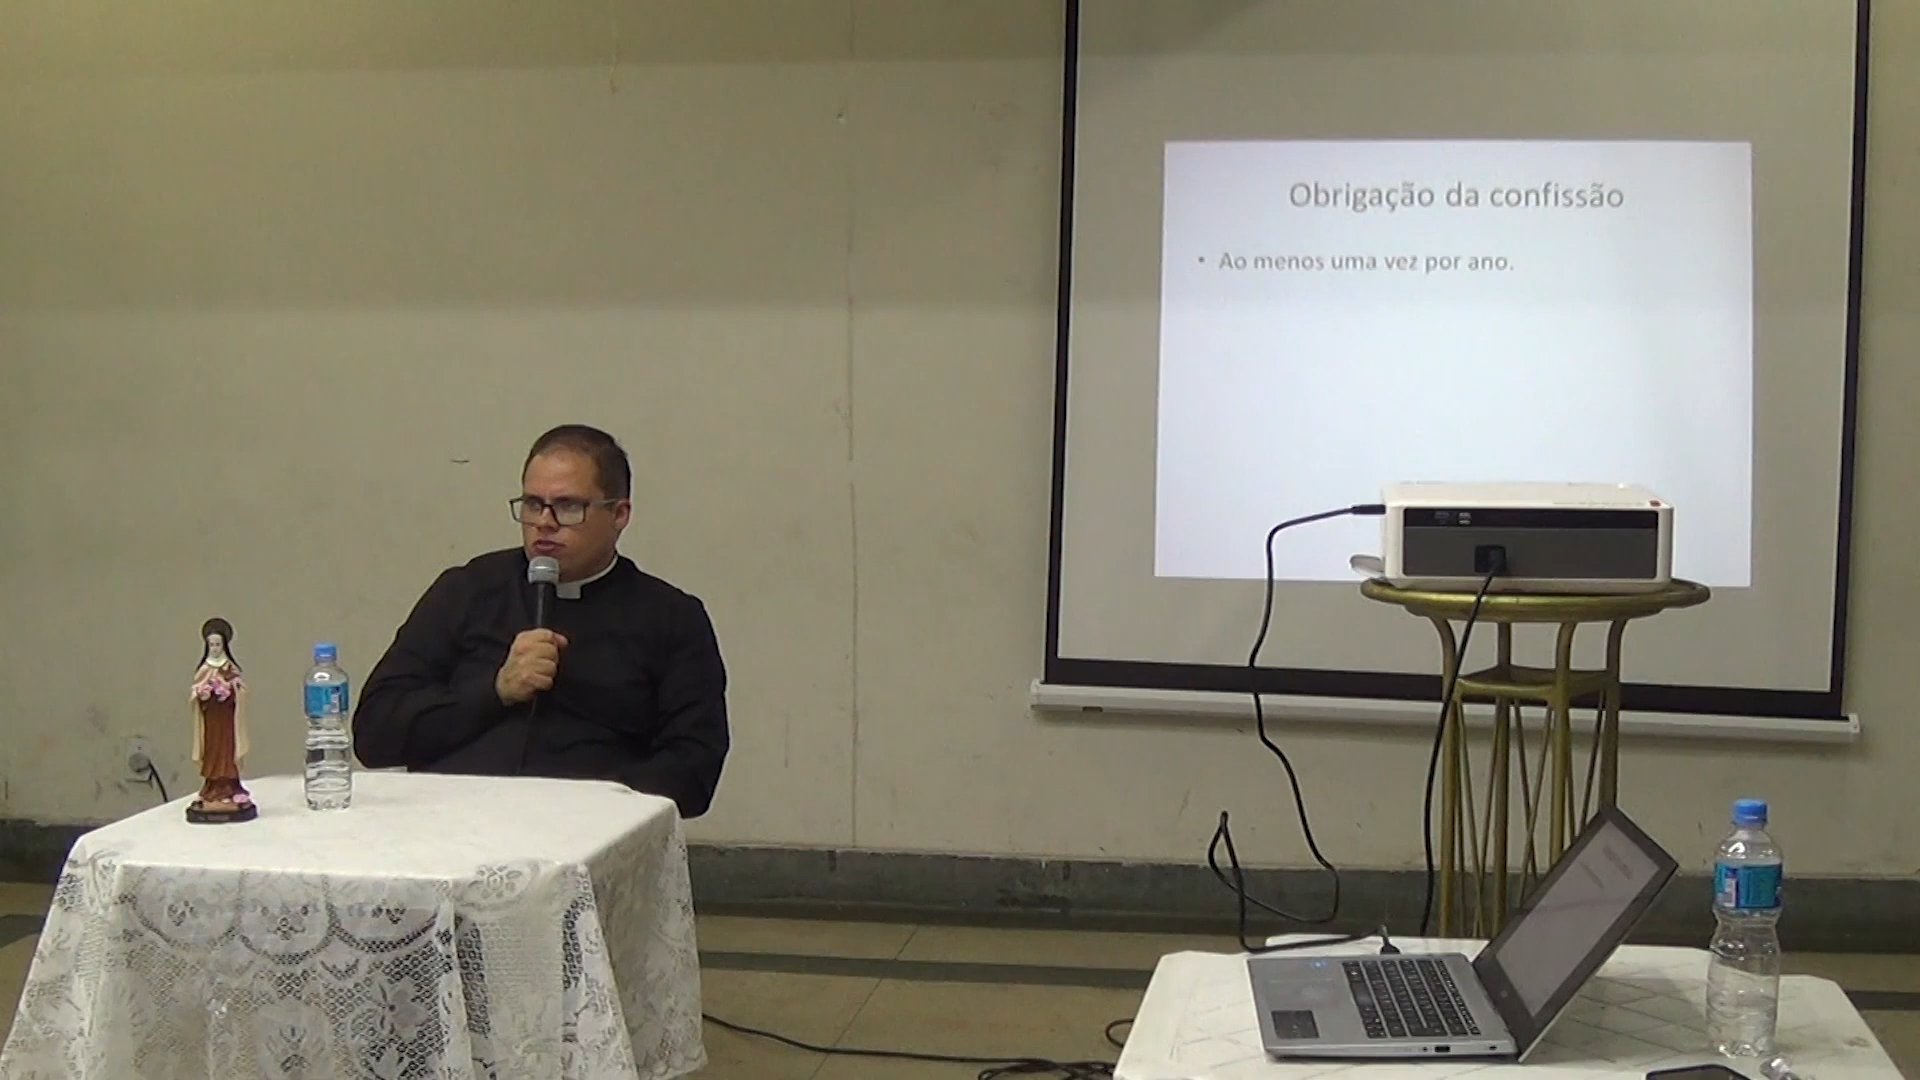 Obrigação da confissão
• Ao menos uma vez por ano.